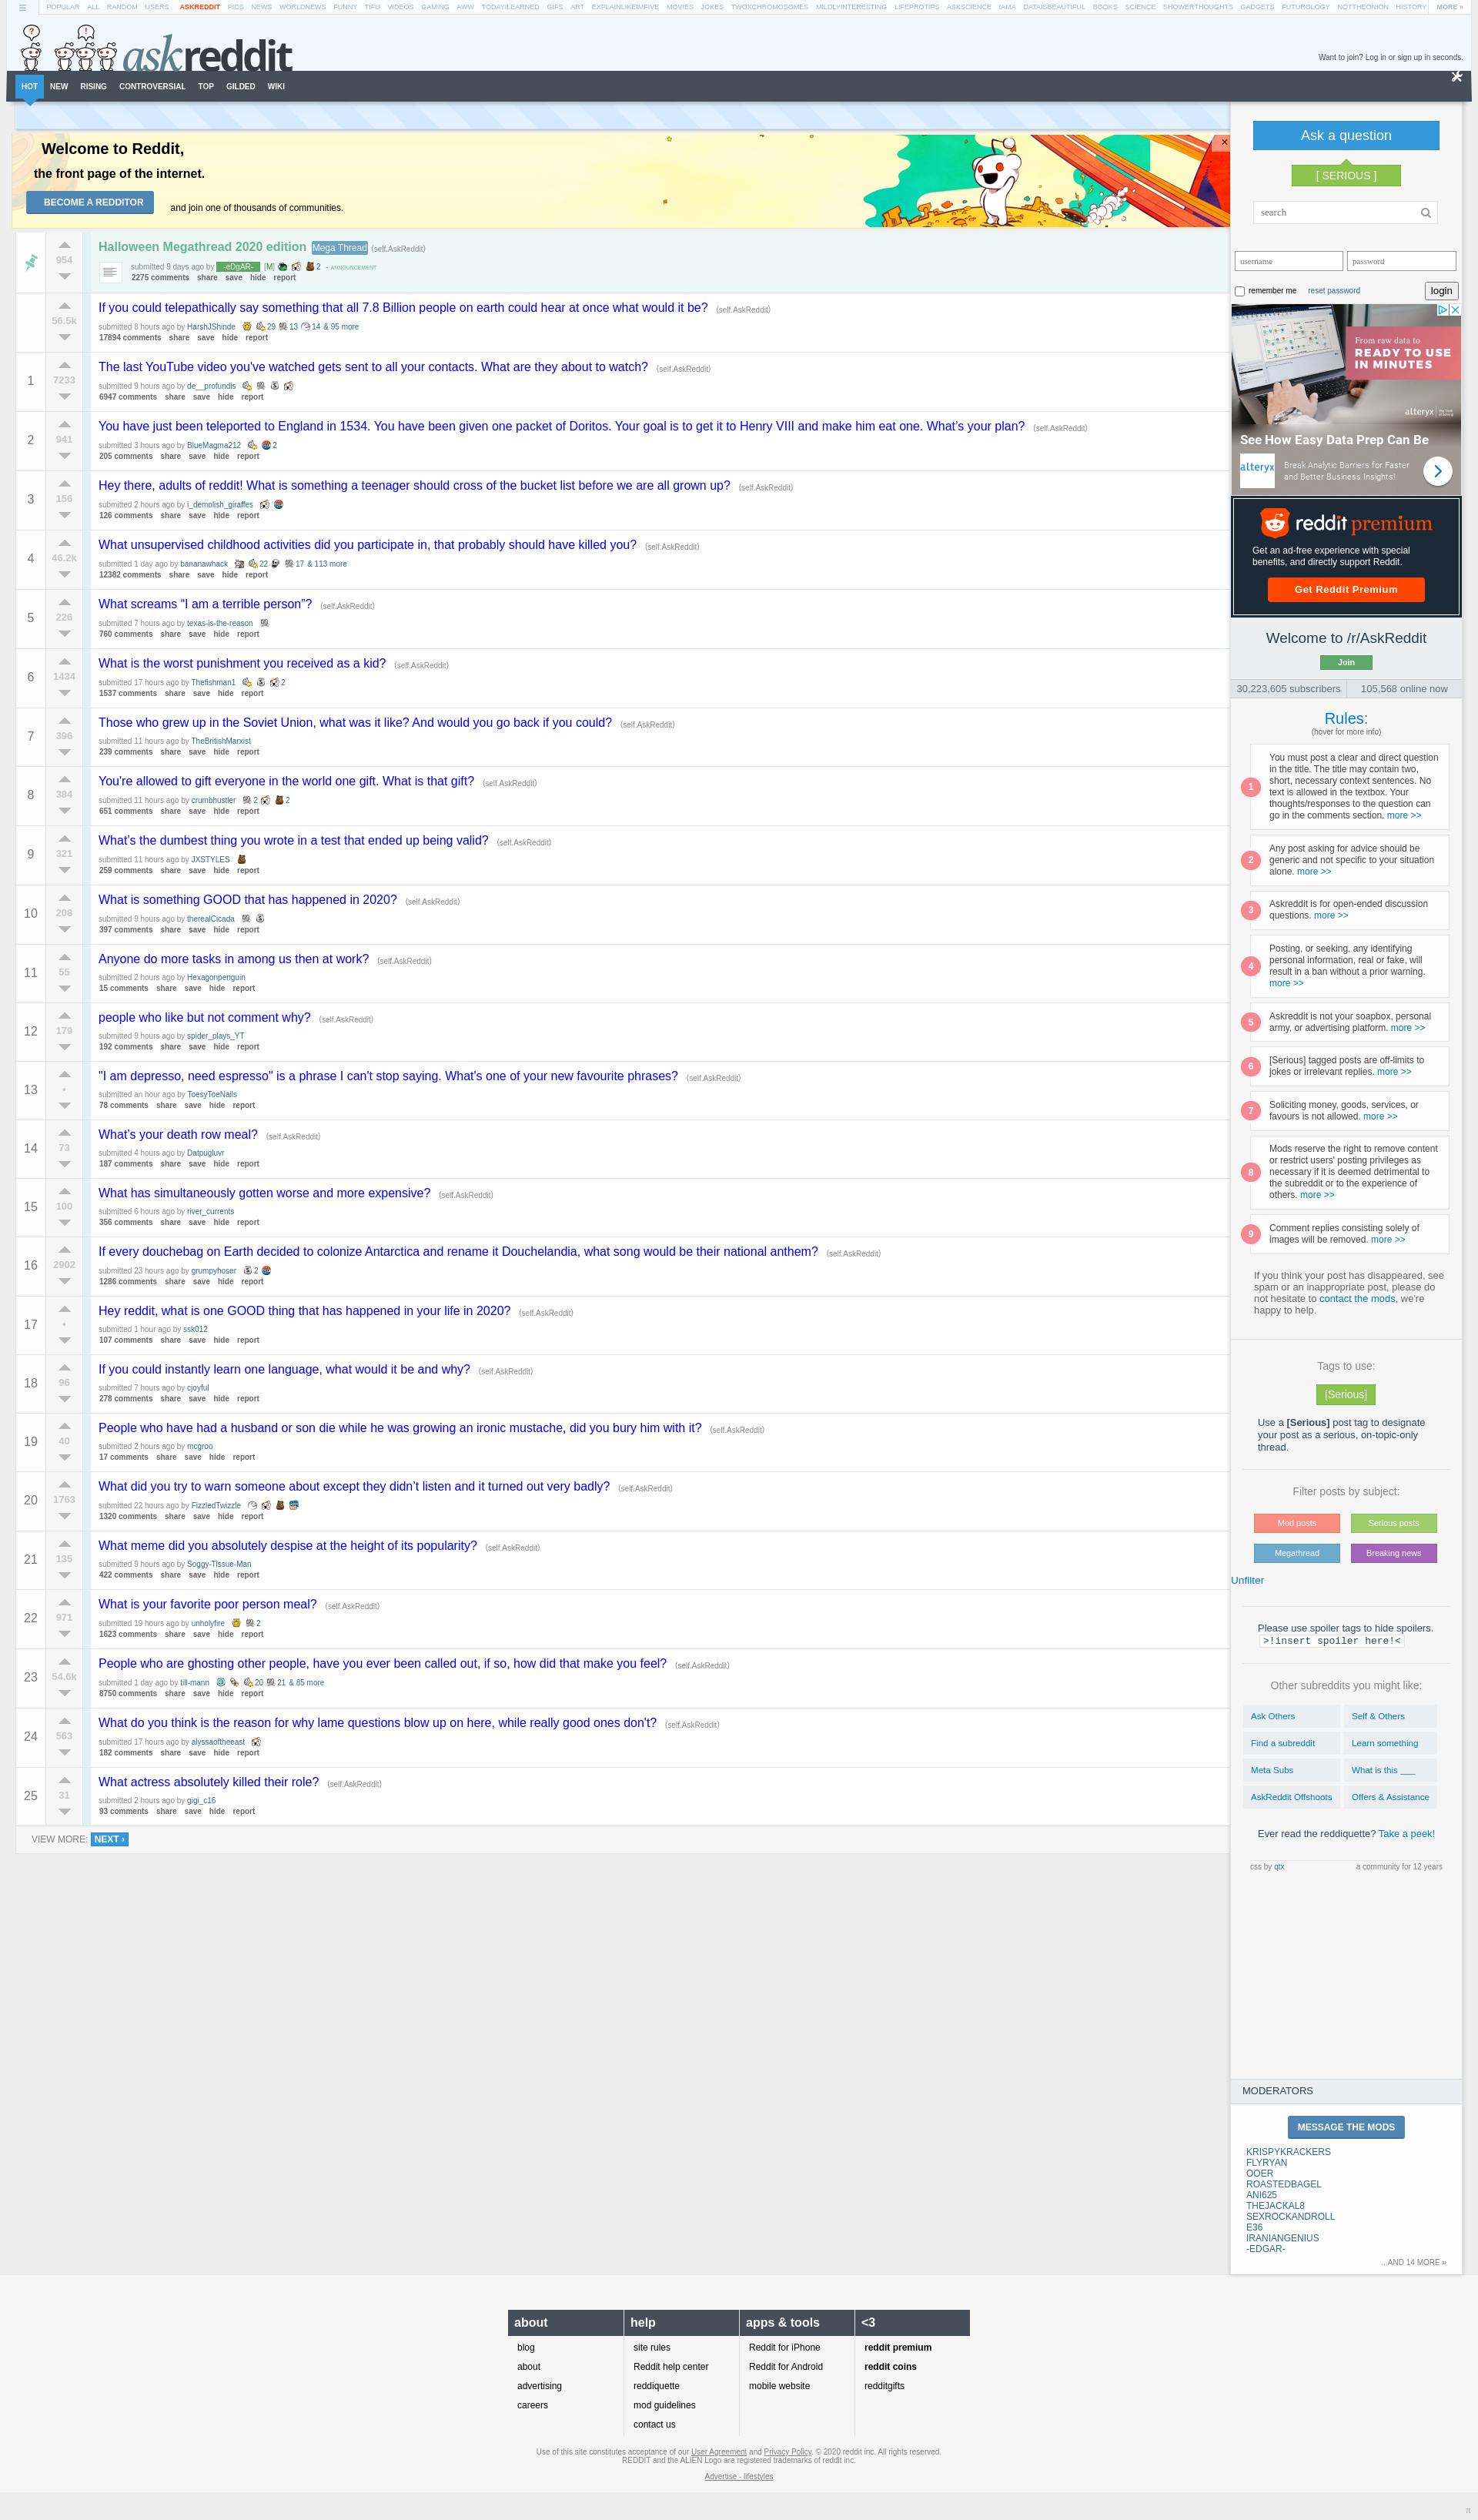 POPULAR ALL RANDOM USERS ASKREDDIT PICS NEWS WORLDNEWS FUNNY TIFU VIDEOS GAMING AWW TODAYILEARNED GIFS ART EXPLAINLIKEIMFIVE MOVIES JOKES TWOXCHROMOSOMES MILDLYINTERESTING LIFEPROTIPS ASKSCIENCE IAMA DATAISBEAUTIFUL BOOKS SCIENCE SHOWERTHOUGHTS GADGETS FUTUROLOGY NOTTHEONION HISTORY MORE »
askreddit
Want to join? Log in or sign up in seconds.
HOT NEW RISING CONTROVERSIAL TOP GILDED WIKI
Welcome to Reddit,
the front page of the internet.
BECOME A REDDITOR and join one of thousands of communities.
954
Halloween Megathread 2020 edition Mega Thread (self.AskReddit)
submitted 9 days ago by -eDgAR- [M] 2 - ANNOUNCEMENT
2275 comments share save hide report
56.5k
If you could telepathically say something that all 7.8 Billion people on earth could hear at once what would it be? (self.AskReddit)
submitted 8 hours ago by HarshJShinde 29 13 14 & 95 more
17894 comments share save hide report
1 7233
The last YouTube video you've watched gets sent to all your contacts. What are they about to watch? (self.AskReddit)
submitted 9 hours ago by de__profundis
6947 comments share save hide report
2 941
You have just been teleported to England in 1534. You have been given one packet of Doritos. Your goal is to get it to Henry VIII and make him eat one. What’s your plan? (self.AskReddit)
submitted 3 hours ago by BlueMagma212 2
205 comments share save hide report
3 156
Hey there, adults of reddit! What is something a teenager should cross of the bucket list before we are all grown up? (self.AskReddit)
submitted 2 hours ago by i_demolish_giraffes
126 comments share save hide report
4 46.2k
What unsupervised childhood activities did you participate in, that probably should have killed you? (self.AskReddit)
submitted 1 day ago by bananawhack 22 17 & 113 more
12382 comments share save hide report
5 226
What screams “I am a terrible person”? (self.AskReddit)
submitted 7 hours ago by texas-is-the-reason
760 comments share save hide report
6 1434
What is the worst punishment you received as a kid? (self.AskReddit)
submitted 17 hours ago by Thefishman1 2
1537 comments share save hide report
7 396
Those who grew up in the Soviet Union, what was it like? And would you go back if you could? (self.AskReddit)
submitted 11 hours ago by TheBritishMarxist
239 comments share save hide report
8 384
You're allowed to gift everyone in the world one gift. What is that gift? (self.AskReddit)
submitted 11 hours ago by crumbhustler 2 2
651 comments share save hide report
9 321
What’s the dumbest thing you wrote in a test that ended up being valid? (self.AskReddit)
submitted 11 hours ago by JXSTYLES
259 comments share save hide report
10 208
What is something GOOD that has happened in 2020? (self.AskReddit)
submitted 9 hours ago by therealCicada
397 comments share save hide report
11 55
Anyone do more tasks in among us then at work? (self.AskReddit)
submitted 2 hours ago by Hexagonpenguin
15 comments share save hide report
12 179
people who like but not comment why? (self.AskReddit)
submitted 9 hours ago by spider_plays_YT
192 comments share save hide report
13 •
"I am depresso, need espresso" is a phrase I can't stop saying. What's one of your new favourite phrases? (self.AskReddit)
submitted an hour ago by ToesyToeNails
78 comments share save hide report
14 73
What’s your death row meal? (self.AskReddit)
submitted 4 hours ago by Datpugluvr
187 comments share save hide report
15 100
What has simultaneously gotten worse and more expensive? (self.AskReddit)
submitted 6 hours ago by river_currents
356 comments share save hide report
16 2902
If every douchebag on Earth decided to colonize Antarctica and rename it Douchelandia, what song would be their national anthem? (self.AskReddit)
submitted 23 hours ago by grumpyhoser 2
1286 comments share save hide report
17 •
Hey reddit, what is one GOOD thing that has happened in your life in 2020? (self.AskReddit)
submitted 1 hour ago by ssk012
107 comments share save hide report
18 96
If you could instantly learn one language, what would it be and why? (self.AskReddit)
submitted 7 hours ago by cjoyful
278 comments share save hide report
19 40
People who have had a husband or son die while he was growing an ironic mustache, did you bury him with it? (self.AskReddit)
submitted 2 hours ago by mcgroo
17 comments share save hide report
20 1763
What did you try to warn someone about except they didn’t listen and it turned out very badly? (self.AskReddit)
submitted 22 hours ago by FizzledTwizzle
1320 comments share save hide report
21 135
What meme did you absolutely despise at the height of its popularity? (self.AskReddit)
submitted 9 hours ago by Soggy-Tissue-Man
422 comments share save hide report
22 971
What is your favorite poor person meal? (self.AskReddit)
submitted 19 hours ago by unholyfire 2
1623 comments share save hide report
23 54.6k
People who are ghosting other people, have you ever been called out, if so, how did that make you feel? (self.AskReddit)
submitted 1 day ago by till-mann 20 21 & 85 more
8750 comments share save hide report
24 563
What do you think is the reason for why lame questions blow up on here, while really good ones don't? (self.AskReddit)
submitted 17 hours ago by alyssaoftheeast
182 comments share save hide report
25 31
What actress absolutely killed their role? (self.AskReddit)
submitted 2 hours ago by gigi_c16
93 comments share save hide report
VIEW MORE: NEXT ›
Ask a question
[ SERIOUS ]
search
username password
remember me reset password login
From raw data to
READY TO USE
IN MINUTES
alteryx
See How Easy Data Prep Can Be
alteryx
Break Analytic Barriers for Faster
and Better Business Insights!
reddit premium
Get an ad-free experience with special
benefits, and directly support Reddit.
Get Reddit Premium
Welcome to /r/AskReddit
Join
30,223,605 subscribers 105,568 online now
Rules:
(hover for more info)
1
You must post a clear and direct question
in the title. The title may contain two,
short, necessary context sentences. No
text is allowed in the textbox. Your
thoughts/responses to the question can
go in the comments section. more >>
2
Any post asking for advice should be
generic and not specific to your situation
alone. more >>
3
Askreddit is for open-ended discussion
questions. more >>
4
Posting, or seeking, any identifying
personal information, real or fake, will
result in a ban without a prior warning.
more >>
5
Askreddit is not your soapbox, personal
army, or advertising platform. more >>
6
[Serious] tagged posts are off-limits to
jokes or irrelevant replies. more >>
7
Soliciting money, goods, services, or
favours is not allowed. more >>
8
Mods reserve the right to remove content
or restrict users' posting privileges as
necessary if it is deemed detrimental to
the subreddit or to the experience of
others. more >>
9
Comment replies consisting solely of
images will be removed. more >>
If you think your post has disappeared, see
spam or an inappropriate post, please do
not hesitate to contact the mods, we're
happy to help.
Tags to use:
[Serious]
Use a [Serious] post tag to designate
your post as a serious, on-topic-only
thread.
Filter posts by subject:
Mod posts Serious posts
Megathread Breaking news
Unfilter
Please use spoiler tags to hide spoilers.
>!insert spoiler here!<
Other subreddits you might like:
Ask Others Self & Others
Find a subreddit Learn something
Meta Subs What is this ___
AskReddit Offshoots Offers & Assistance
Ever read the reddiquette? Take a peek!
css by qtx a community for 12 years
MODERATORS
MESSAGE THE MODS
KRISPYKRACKERS
FLYRYAN
OOER
ROASTEDBAGEL
ANI625
THEJACKAL8
SEXROCKANDROLL
E36
IRANIANGENIUS
-EDGAR-
...AND 14 MORE »
about help apps & tools <3
blog site rules Reddit for iPhone reddit premium
about Reddit help center Reddit for Android reddit coins
advertising reddiquette mobile website redditgifts
careers mod guidelines
contact us
Use of this site constitutes acceptance of our User Agreement and Privacy Policy. © 2020 reddit inc. All rights reserved.
REDDIT and the ALIEN Logo are registered trademarks of reddit inc.
Advertise - lifestyles